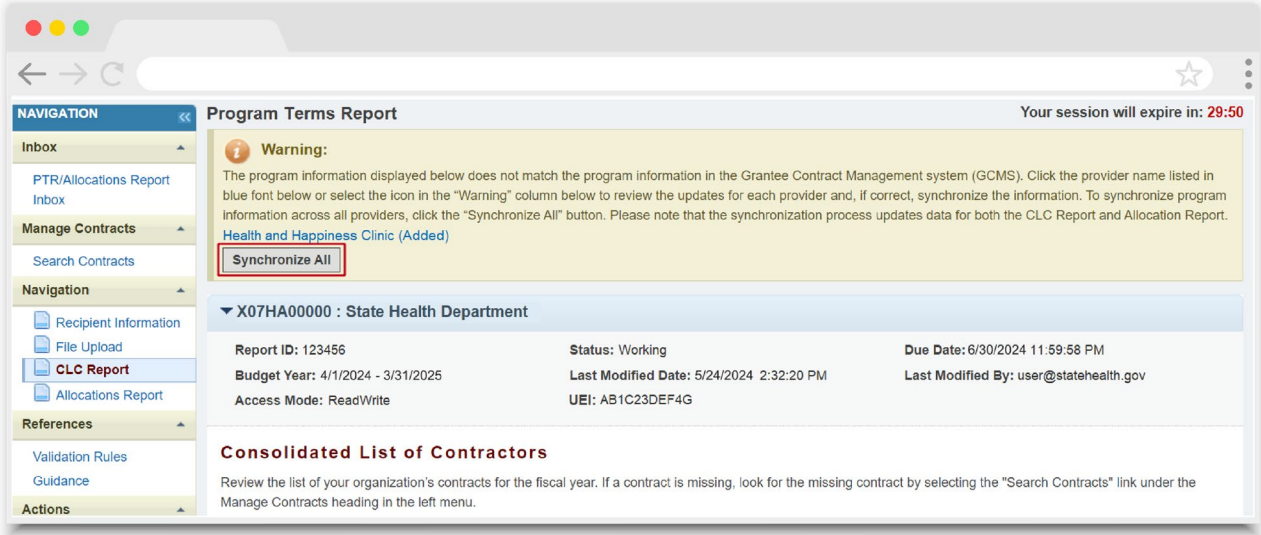 NAVIGATION
Inbox
PTR/Allocations Report
Inbox
Manage Contracts
Search Contracts
Navigation
Recipient Information
File Upload
CLC Report
Allocations Report
References
Validation Rules
Guidance
Actions
Program Terms Report
Your session will expire in: 29:50
Warning:
The program information displayed below does not match the program information in the Grantee Contract Management system (GCMS). Click the provider name listed in
blue font below or select the icon in the “Warning” column below to review the updates for each provider and, if correct, synchronize the information. To synchronize program
information across all providers, click the “Synchronize All” button. Please note that the synchronization process updates data for both the CLC Report and Allocation Report.
Health and Happiness Clinic (Added)
Synchronize All
X07HA00000 : State Health Department
Report ID: 123456
Status: Working
Due Date: 6/30/2024 11:59:58 PM
Budget Year: 4/1/2024 - 3/31/2025
Last Modified Date: 5/24/2024 2:32:20 PM
Last Modified By: user@statehealth.gov
Access Mode: ReadWrite
UEI: AB1C23DEF4G
Consolidated List of Contractors
Review the list of your organization's contracts for the fiscal year. If a contract is missing, look for the missing contract by selecting the "Search Contracts" link under the
Manage Contracts heading in the left menu.